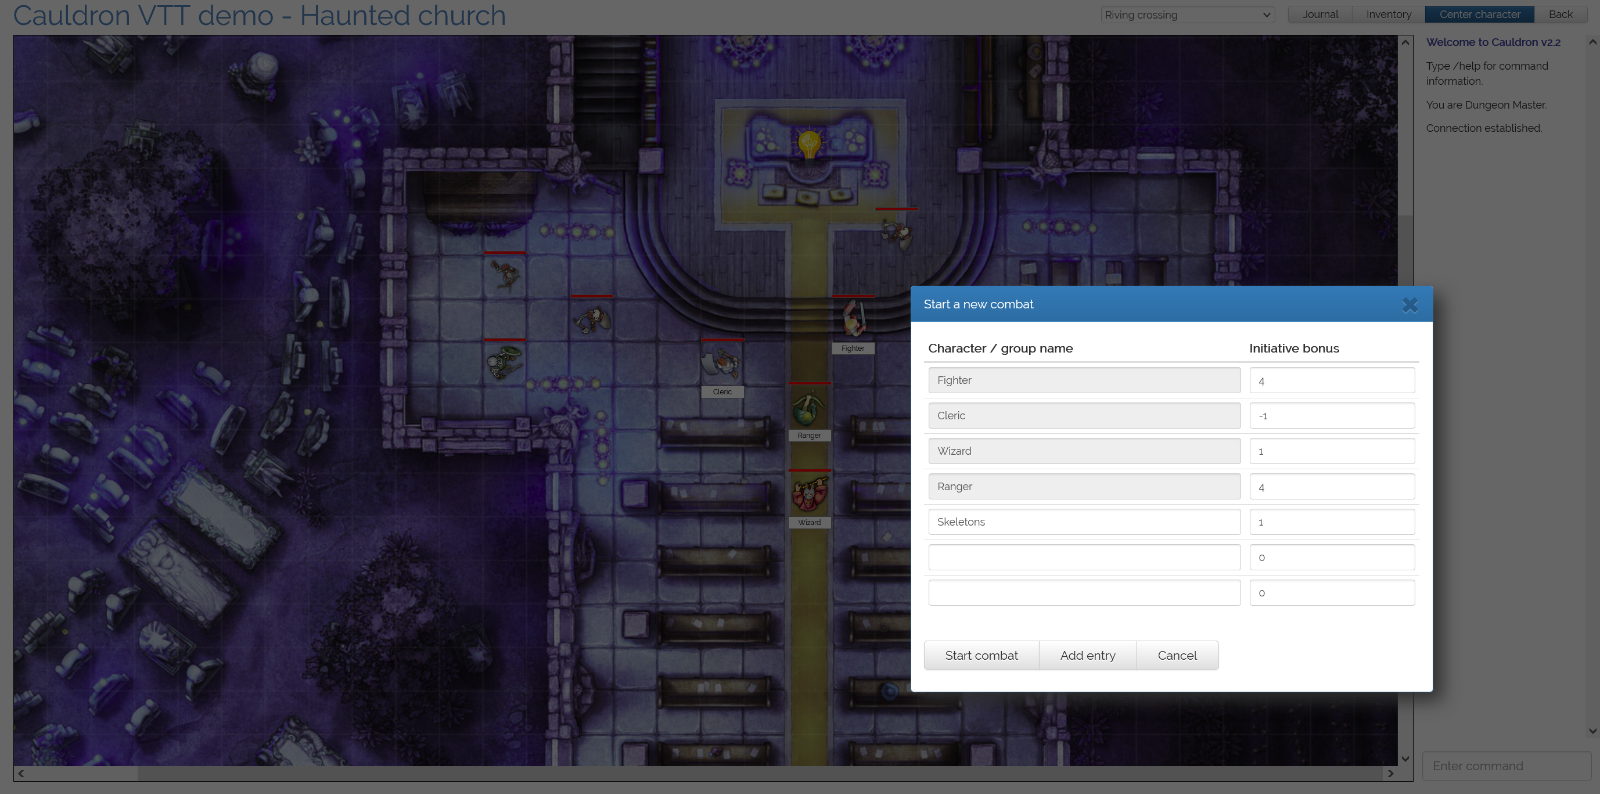 Cauldron VTT demo - Haunted church
Riving crossing
Journal
Inventory
Center character
Back
Welcome to Cauldron v2.2
Type /help for command
information.
You are Dungeon Master.
Connection established.
Fighter
Cleric
Ranger
Wizard
Start a new combat
Character / group name Initiative bonus
Fighter 4
Cleric -1
Wizard 1
Ranger 4
Skeletons 1
0
0
Start combat
Add entry
Cancel
Enter command